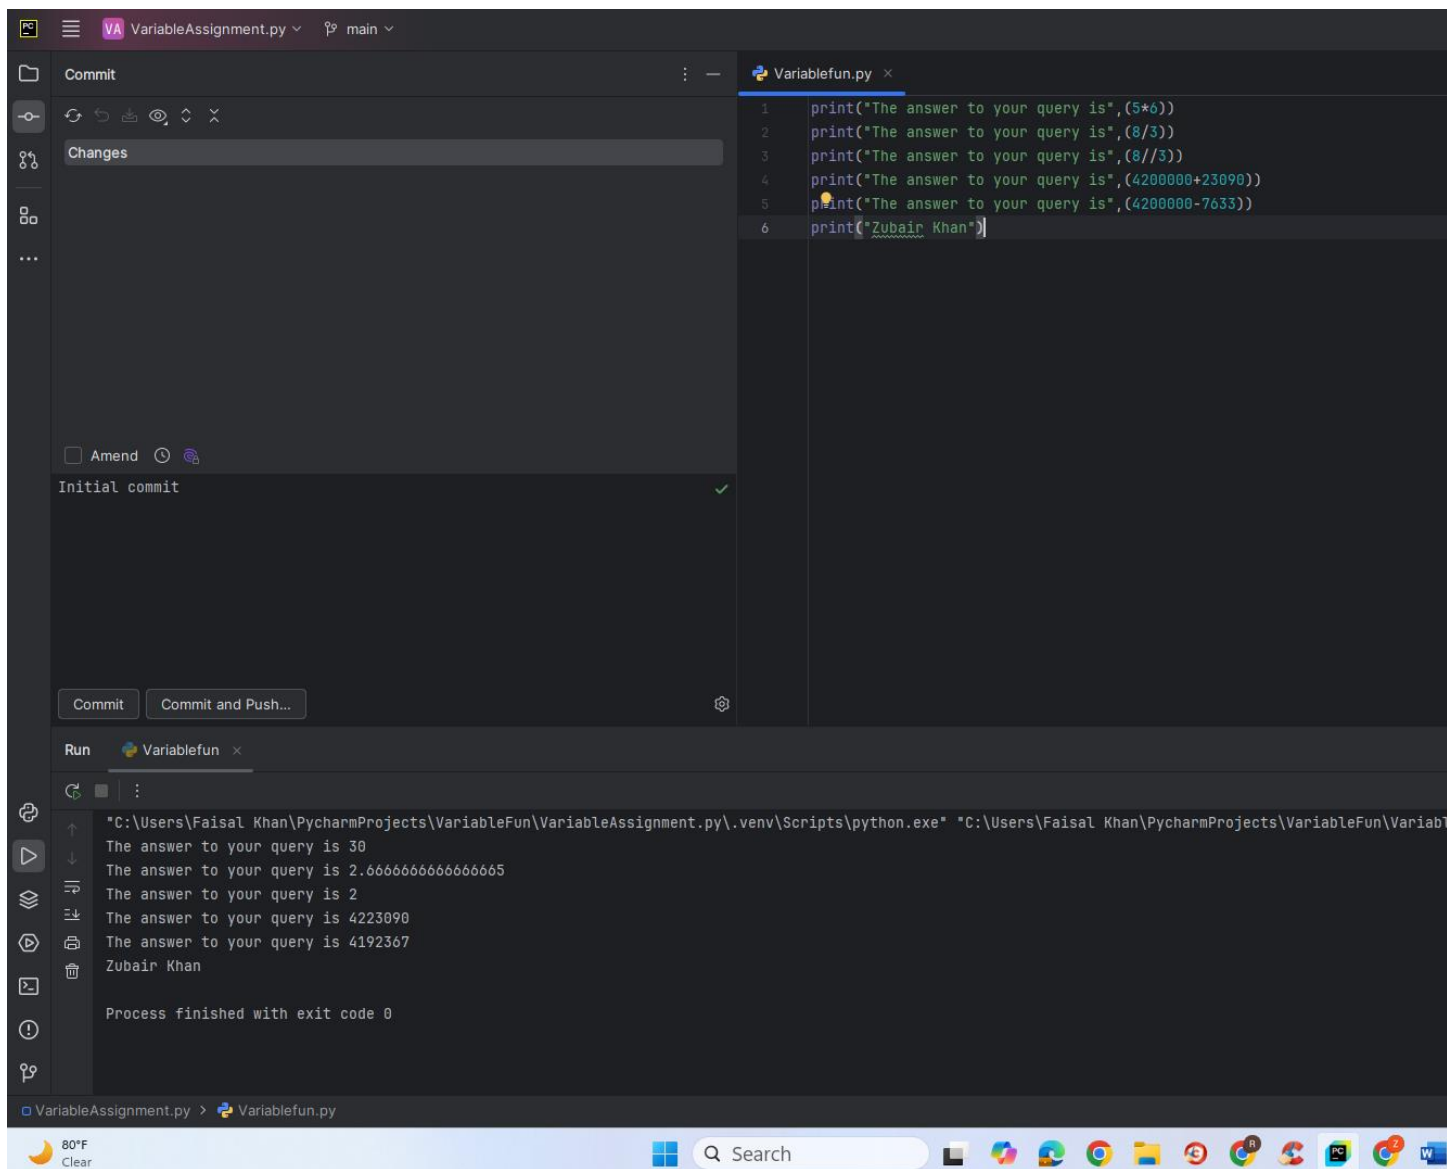 PC
VA VariableAssignment.py main
Commit
Changes
Amend
Initial commit
Commit Commit and Push...
Variablefun.py
1 print("The answer to your query is",(5*6))
2 print("The answer to your query is",(8/3))
3 print("The answer to your query is",(8//3))
4 print("The answer to your query is",(4200000+23090))
5 print("The answer to your query is",(4200000-7633))
6 print("Zubair Khan")
Run Variablefun
"C:\Users\Faisal Khan\PycharmProjects\VariableFun\VariableAssignment.py\.venv\Scripts\python.exe" "C:\Users\Faisal Khan\PycharmProjects\VariableFun\Variabl
The answer to your query is 30
The answer to your query is 2.6666666666666665
The answer to your query is 2
The answer to your query is 4223090
The answer to your query is 4192367
Zubair Khan
Process finished with exit code 0
VariableAssignment.py > Variablefun.py
80°F
Clear
Search
R
PC
Z
W